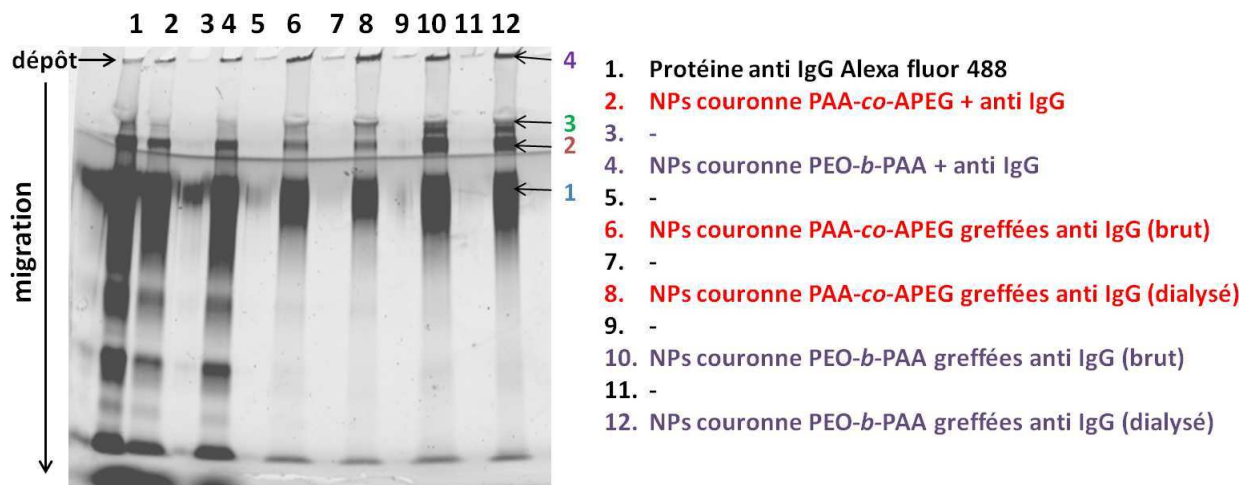 1 2 3 4 5 6 7 8 9 10 11 12
dépôt
migration
4
3
2
1
1. Protéine anti IgG Alexa fluor 488
2. NPs couronne PAA-co-APEG + anti IgG
3. -
4. NPs couronne PEO-b-PAA + anti IgG
5. -
6. NPs couronne PAA-co-APEG greffées anti IgG (brut)
7. -
8. NPs couronne PAA-co-APEG greffées anti IgG (dialysé)
9. -
10. NPs couronne PEO-b-PAA greffées anti IgG (brut)
11. -
12. NPs couronne PEO-b-PAA greffées anti IgG (dialysé)